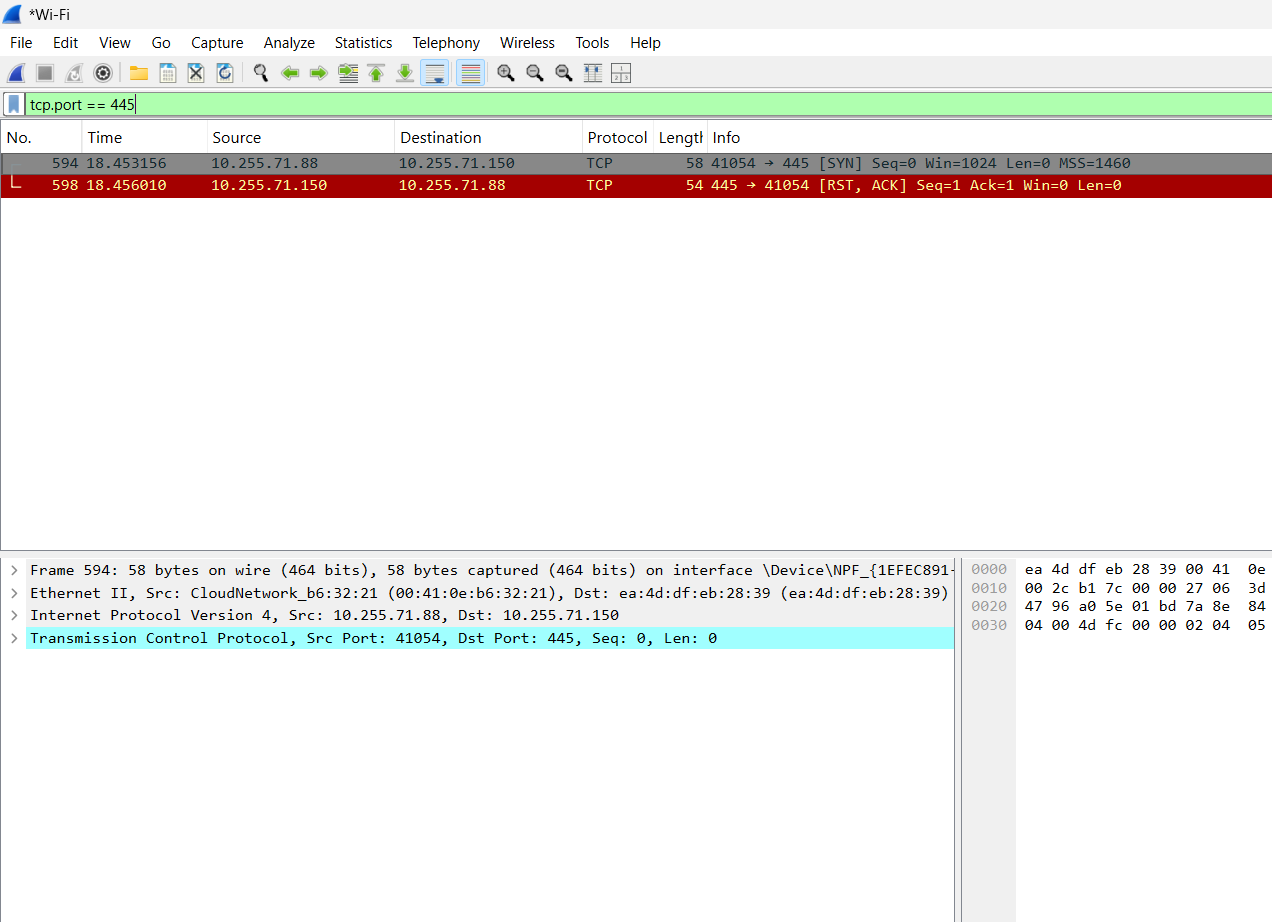 *Wi-Fi
File Edit View Go Capture Analyze Statistics Telephony Wireless Tools Help
tcp.port == 445
No. Time Source Destination Protocol Length Info
594 18.453156 10.255.71.88 10.255.71.150 TCP 58 41054 → 445 [SYN] Seq=0 Win=1024 Len=0 MSS=1460
598 18.456010 10.255.71.150 10.255.71.88 TCP 54 445 → 41054 [RST, ACK] Seq=1 Ack=1 Win=0 Len=0
Frame 594: 58 bytes on wire (464 bits), 58 bytes captured (464 bits) on interface \Device\NPF_{1EFEC891-
Ethernet II, Src: CloudNetwork_b6:32:21 (00:41:0e:b6:32:21), Dst: ea:4d:df:eb:28:39 (ea:4d:df:eb:28:39)
Internet Protocol Version 4, Src: 10.255.71.88, Dst: 10.255.71.150
Transmission Control Protocol, Src Port: 41054, Dst Port: 445, Seq: 0, Len: 0
0000 ea 4d df eb 28 39 00 41 0e
0010 00 2c b1 7c 00 00 27 06 3d
0020 47 96 a0 5e 01 bd 7a 8e 84
0030 04 00 4d fc 00 00 02 04 05